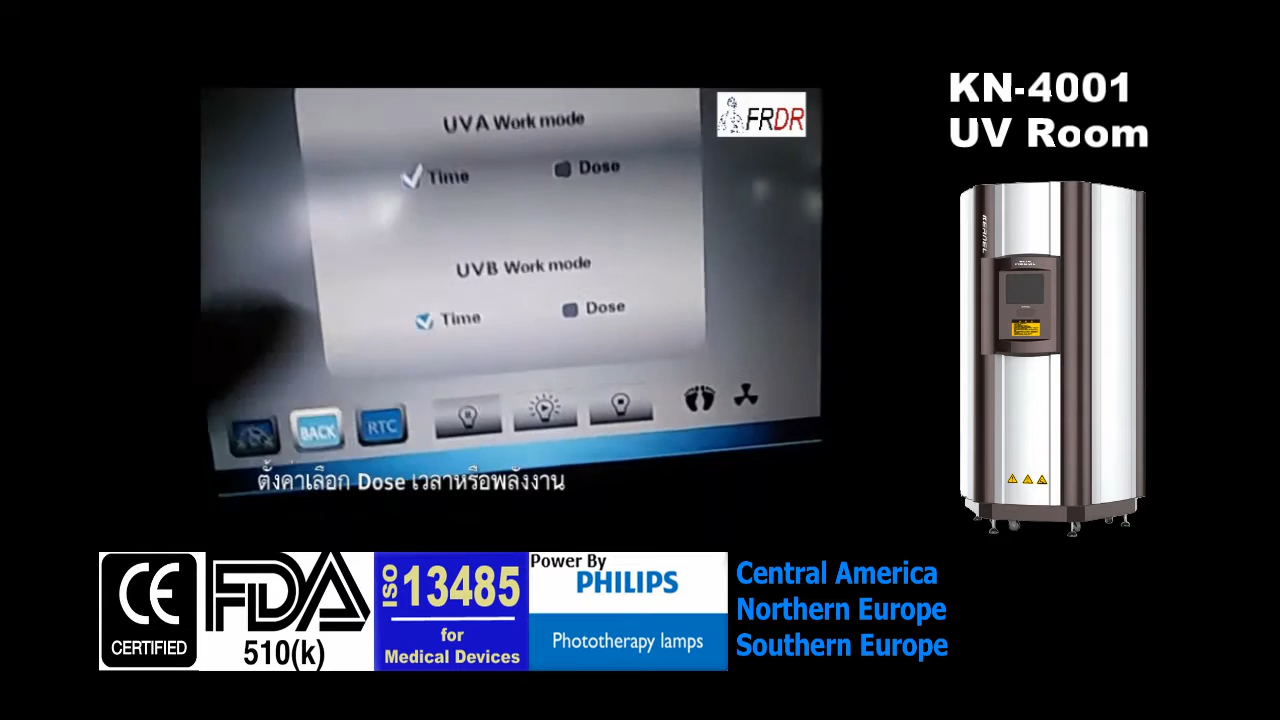 KN-4001
UV Room
FRDR
UVA Work mode
Time
Dose
UVB Work mode
Time
Dose
BACK
RTC
ตั้งค่าเลือก Dose เวลาหรือพลังงาน
KERNEL
CE
CERTIFIED
FDA
510(k)
ISO 13485
for
Medical Devices
Power By
PHILIPS
Phototherapy lamps
Central America
Northern Europe
Southern Europe